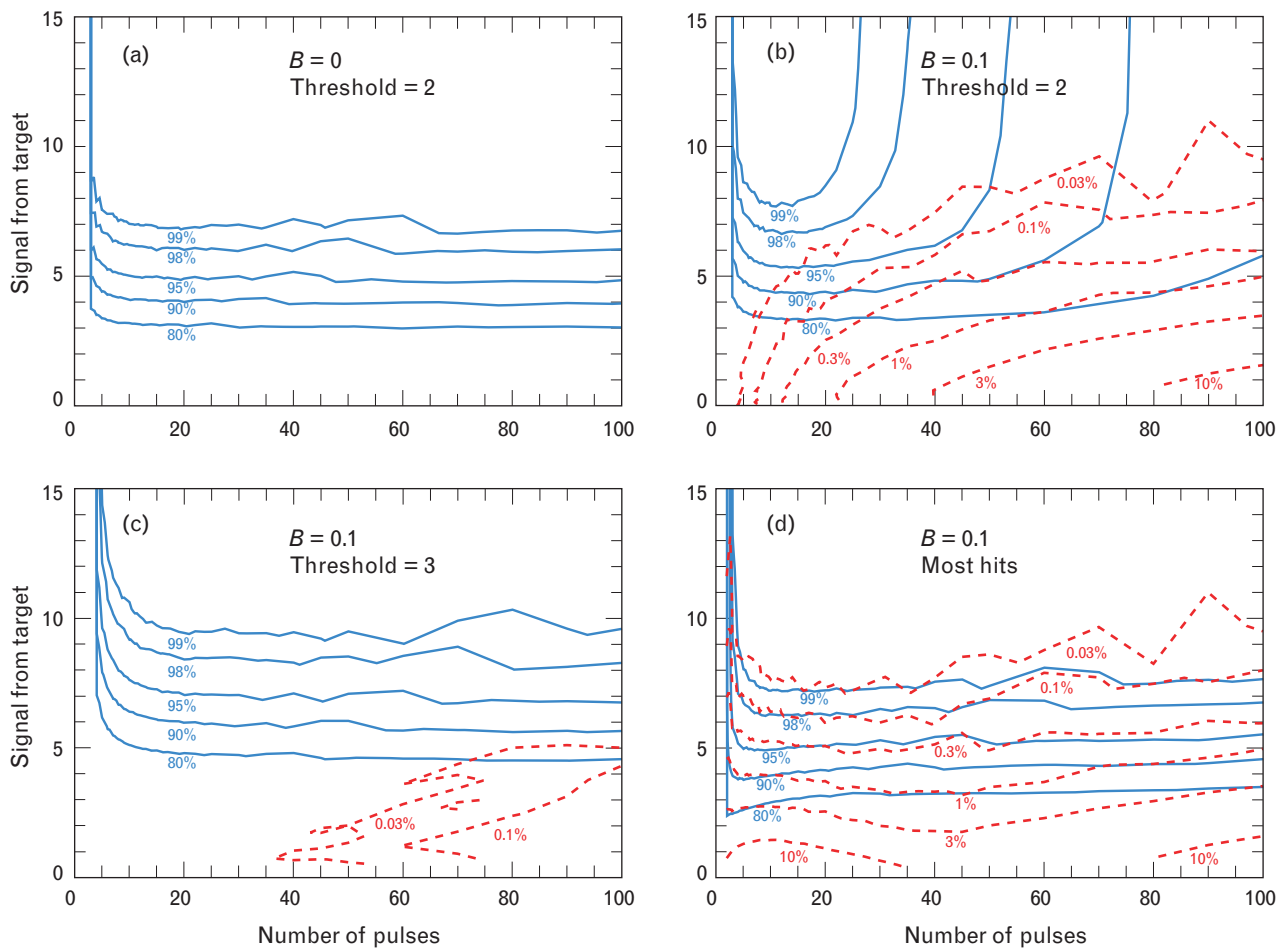 (a)
B = 0
Threshold = 2
Signal from target
15
10
5
0
99%
98%
95%
90%
80%
0 20 40 60 80 100
(b)
B = 0.1
Threshold = 2
15
10
5
0
99%
98%
95%
90%
80%
0.03%
0.1%
0.3%
1%
3%
10%
0 20 40 60 80 100
(c)
B = 0.1
Threshold = 3
Signal from target
15
10
5
0
99%
98%
95%
90%
80%
0.03%
0.1%
0 20 40 60 80 100
Number of pulses
(d)
B = 0.1
Most hits
15
10
5
0
99%
98%
95%
90%
80%
0.03%
0.1%
0.3%
1%
3%
10%
10%
0 20 40 60 80 100
Number of pulses